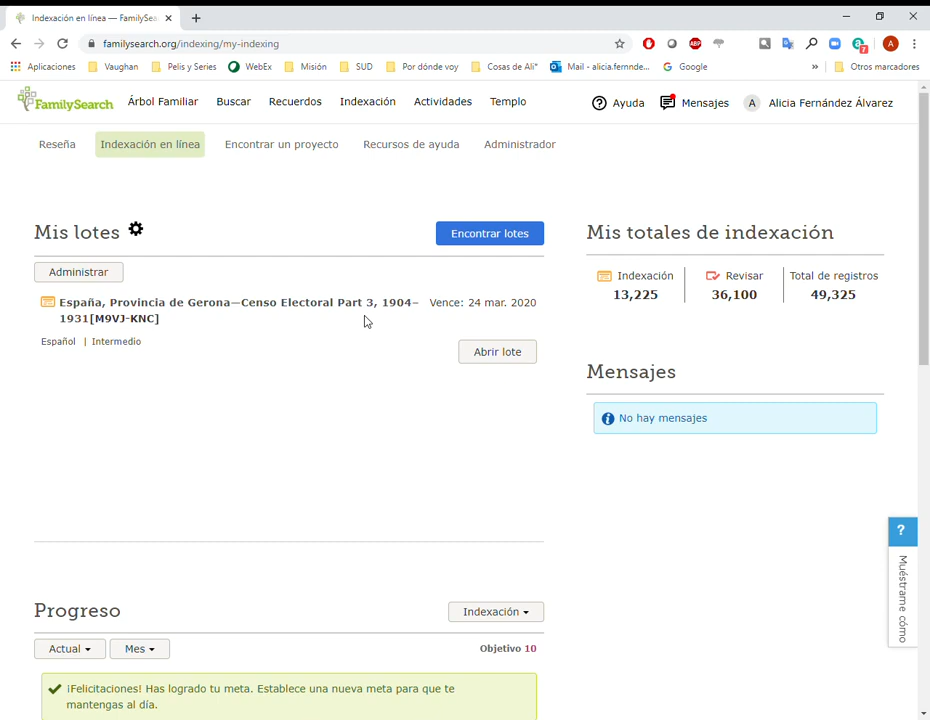 Indexación en línea — FamilySea
familysearch.org/indexing/my-indexing
ABP
a
7
A
Aplicaciones
Vaughan
Pelis y Series
WebEx
Misión
SUD
Por dónde voy
Cosas de Ali*
Mail - alicia.fernnde...
Google
»
Otros marcadores
FamilySearch
Árbol Familiar
Buscar
Recuerdos
Indexación
Actividades
Templo
Ayuda
Mensajes
A
Alicia Fernández Álvarez
Reseña
Indexación en línea
Encontrar un proyecto
Recursos de ayuda
Administrador
Mis lotes
Encontrar lotes
Administrar
España, Provincia de Gerona—Censo Electoral Part 3, 1904–
1931[M9VJ-KNC]
Vence: 24 mar. 2020
Español | Intermedio
Abrir lote
Mis totales de indexación
Indexación
13,225
Revisar
36,100
Total de registros
49,325
Mensajes
No hay mensajes
?
Muéstrame cómo
Progreso
Indexación
Actual
Mes
Objetivo 10
¡Felicitaciones! Has logrado tu meta. Establece una nueva meta para que te
mantengas al día.